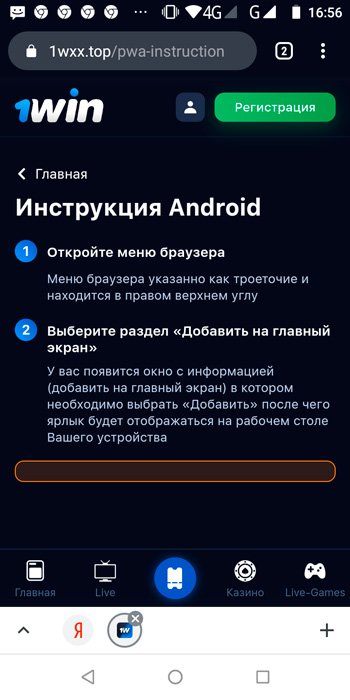 4G G 16:56
1wxx.top/pwa-instruction 2
1win Регистрация
Главная
Инструкция Android
1 Откройте меню браузера
Меню браузера указанно как троеточие и
находится в правом верхнем углу
2 Выберите раздел «Добавить на главный
экран»
У вас появится окно с информацией
(добавить на главный экран) в котором
необходимо выбрать «Добавить» после чего
ярлык будет отображаться на рабочем столе
Вашего устройства
Главная Live Казино Live-Games
Я 1W